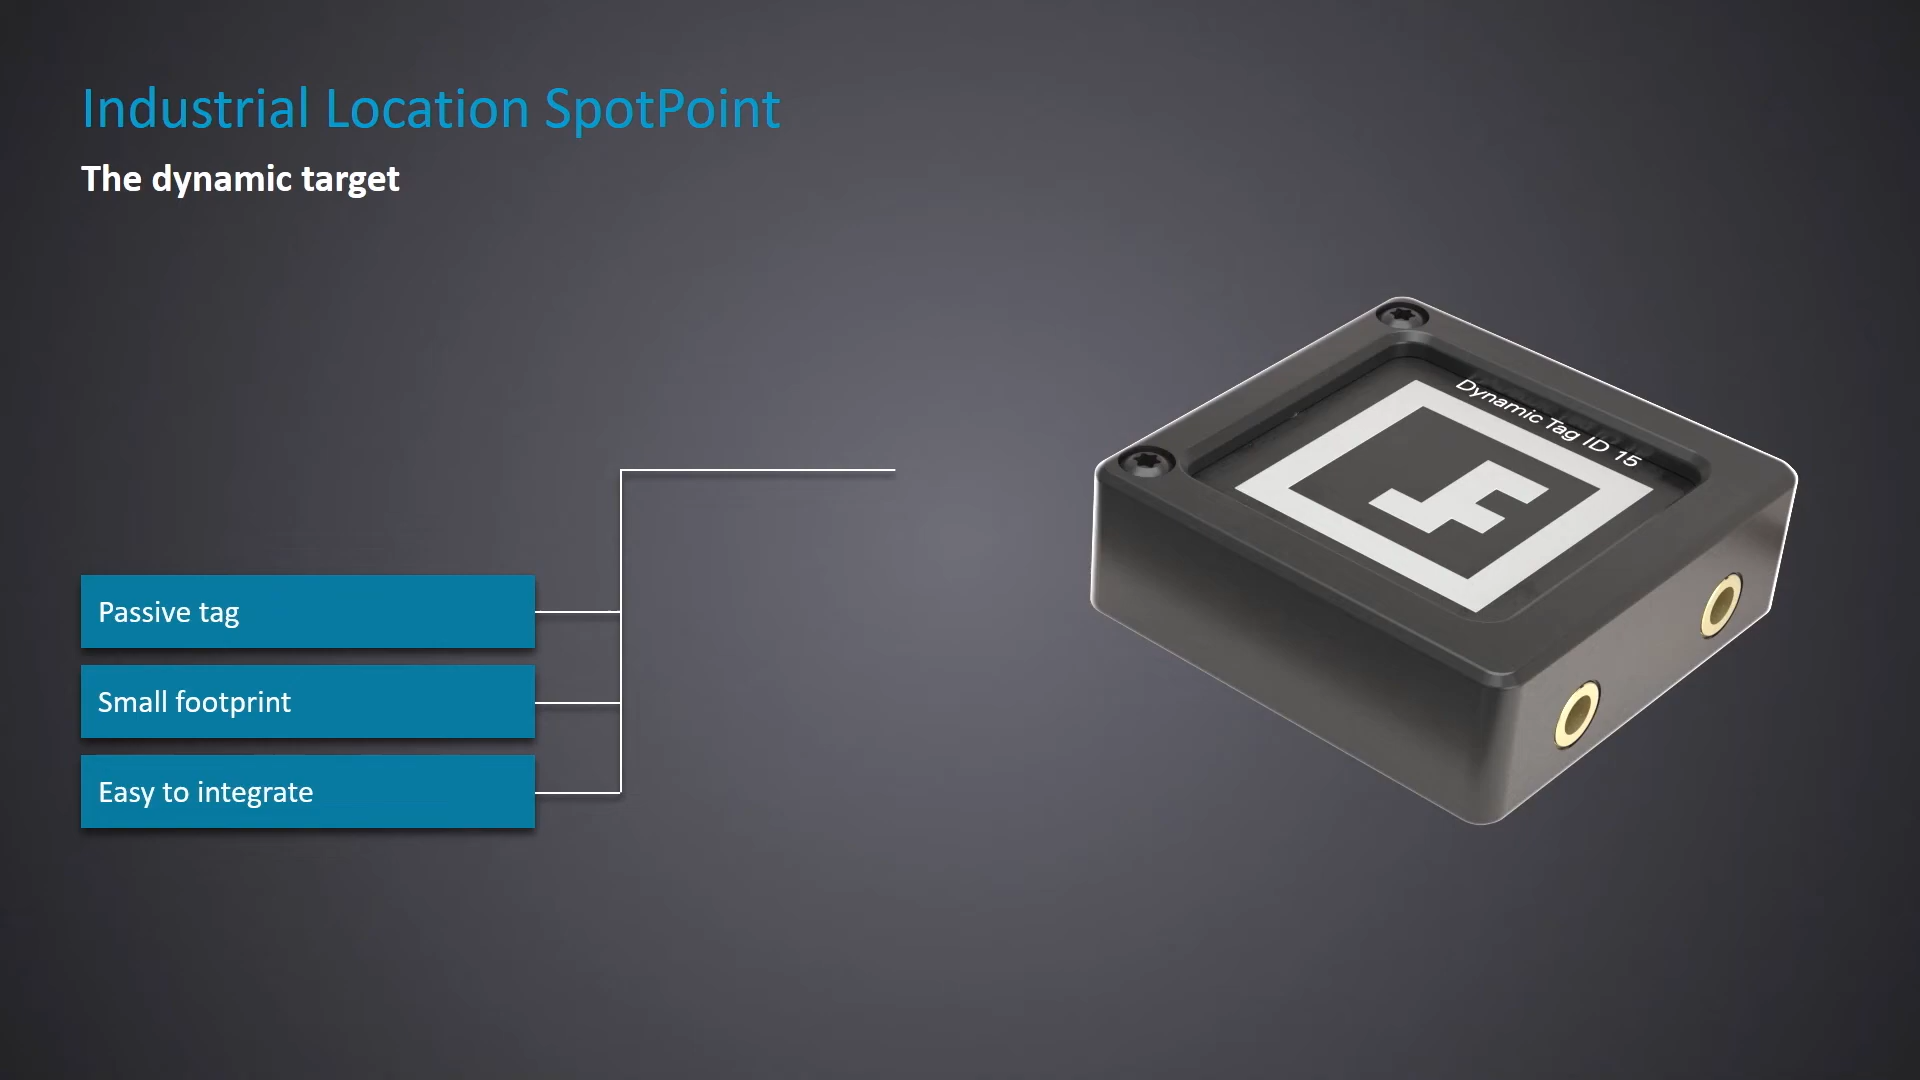 Industrial Location SpotPoint
The dynamic target
Dynamic Tag ID 15
Passive tag
Small footprint
Easy to integrate